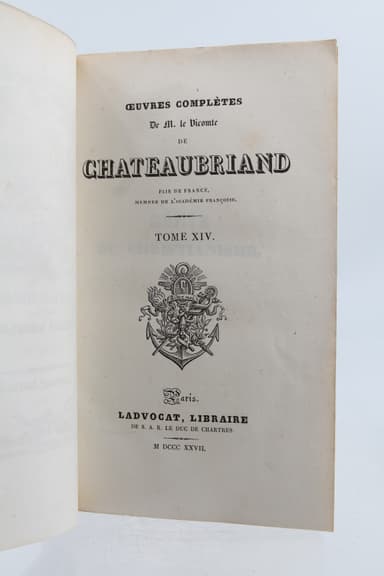 ŒUVRES COMPLÈTES
De M. le Vicomte
DE
CHATEAUBRIAND
PAIR DE FRANCE,
MEMBRE DE L'ACADÉMIE FRANÇOISE.
TOME XIV.
Paris.
LADVOCAT, LIBRAIRE
DE S. A. R. LE DUC DE CHARTRES
M DCCC XXVII.